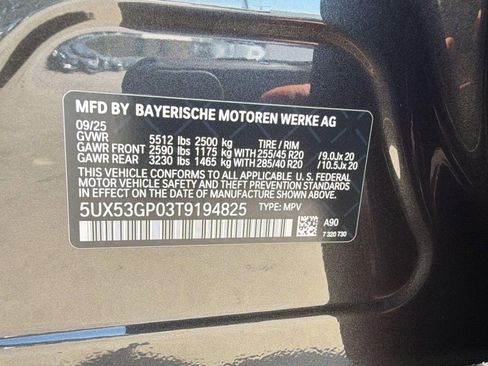 MFD BY BAYERISCHE MOTOREN WERKE AG
09/25
GVWR 5512 lbs 2500 kg TIRE / RIM
GAWR FRONT 2590 lbs 1175 kg WITH 255/45 R20 /9.0Jx 20
GAWR REAR 3230 lbs 1465 kg WITH 285/40 R20 /10.5Jx 20
THIS VEHICLE CONFORMS TO ALL APPLICABLE U. S. FEDERAL
MOTOR VEHICLE SAFETY AND THEFT PREVENTION STANDARDS
IN EFFECT ON THE DATE OF MANUFACTURE SHOWN ABOVE.
5UX53GP03T9194825 TYPE: MPV
A90
7 320 730